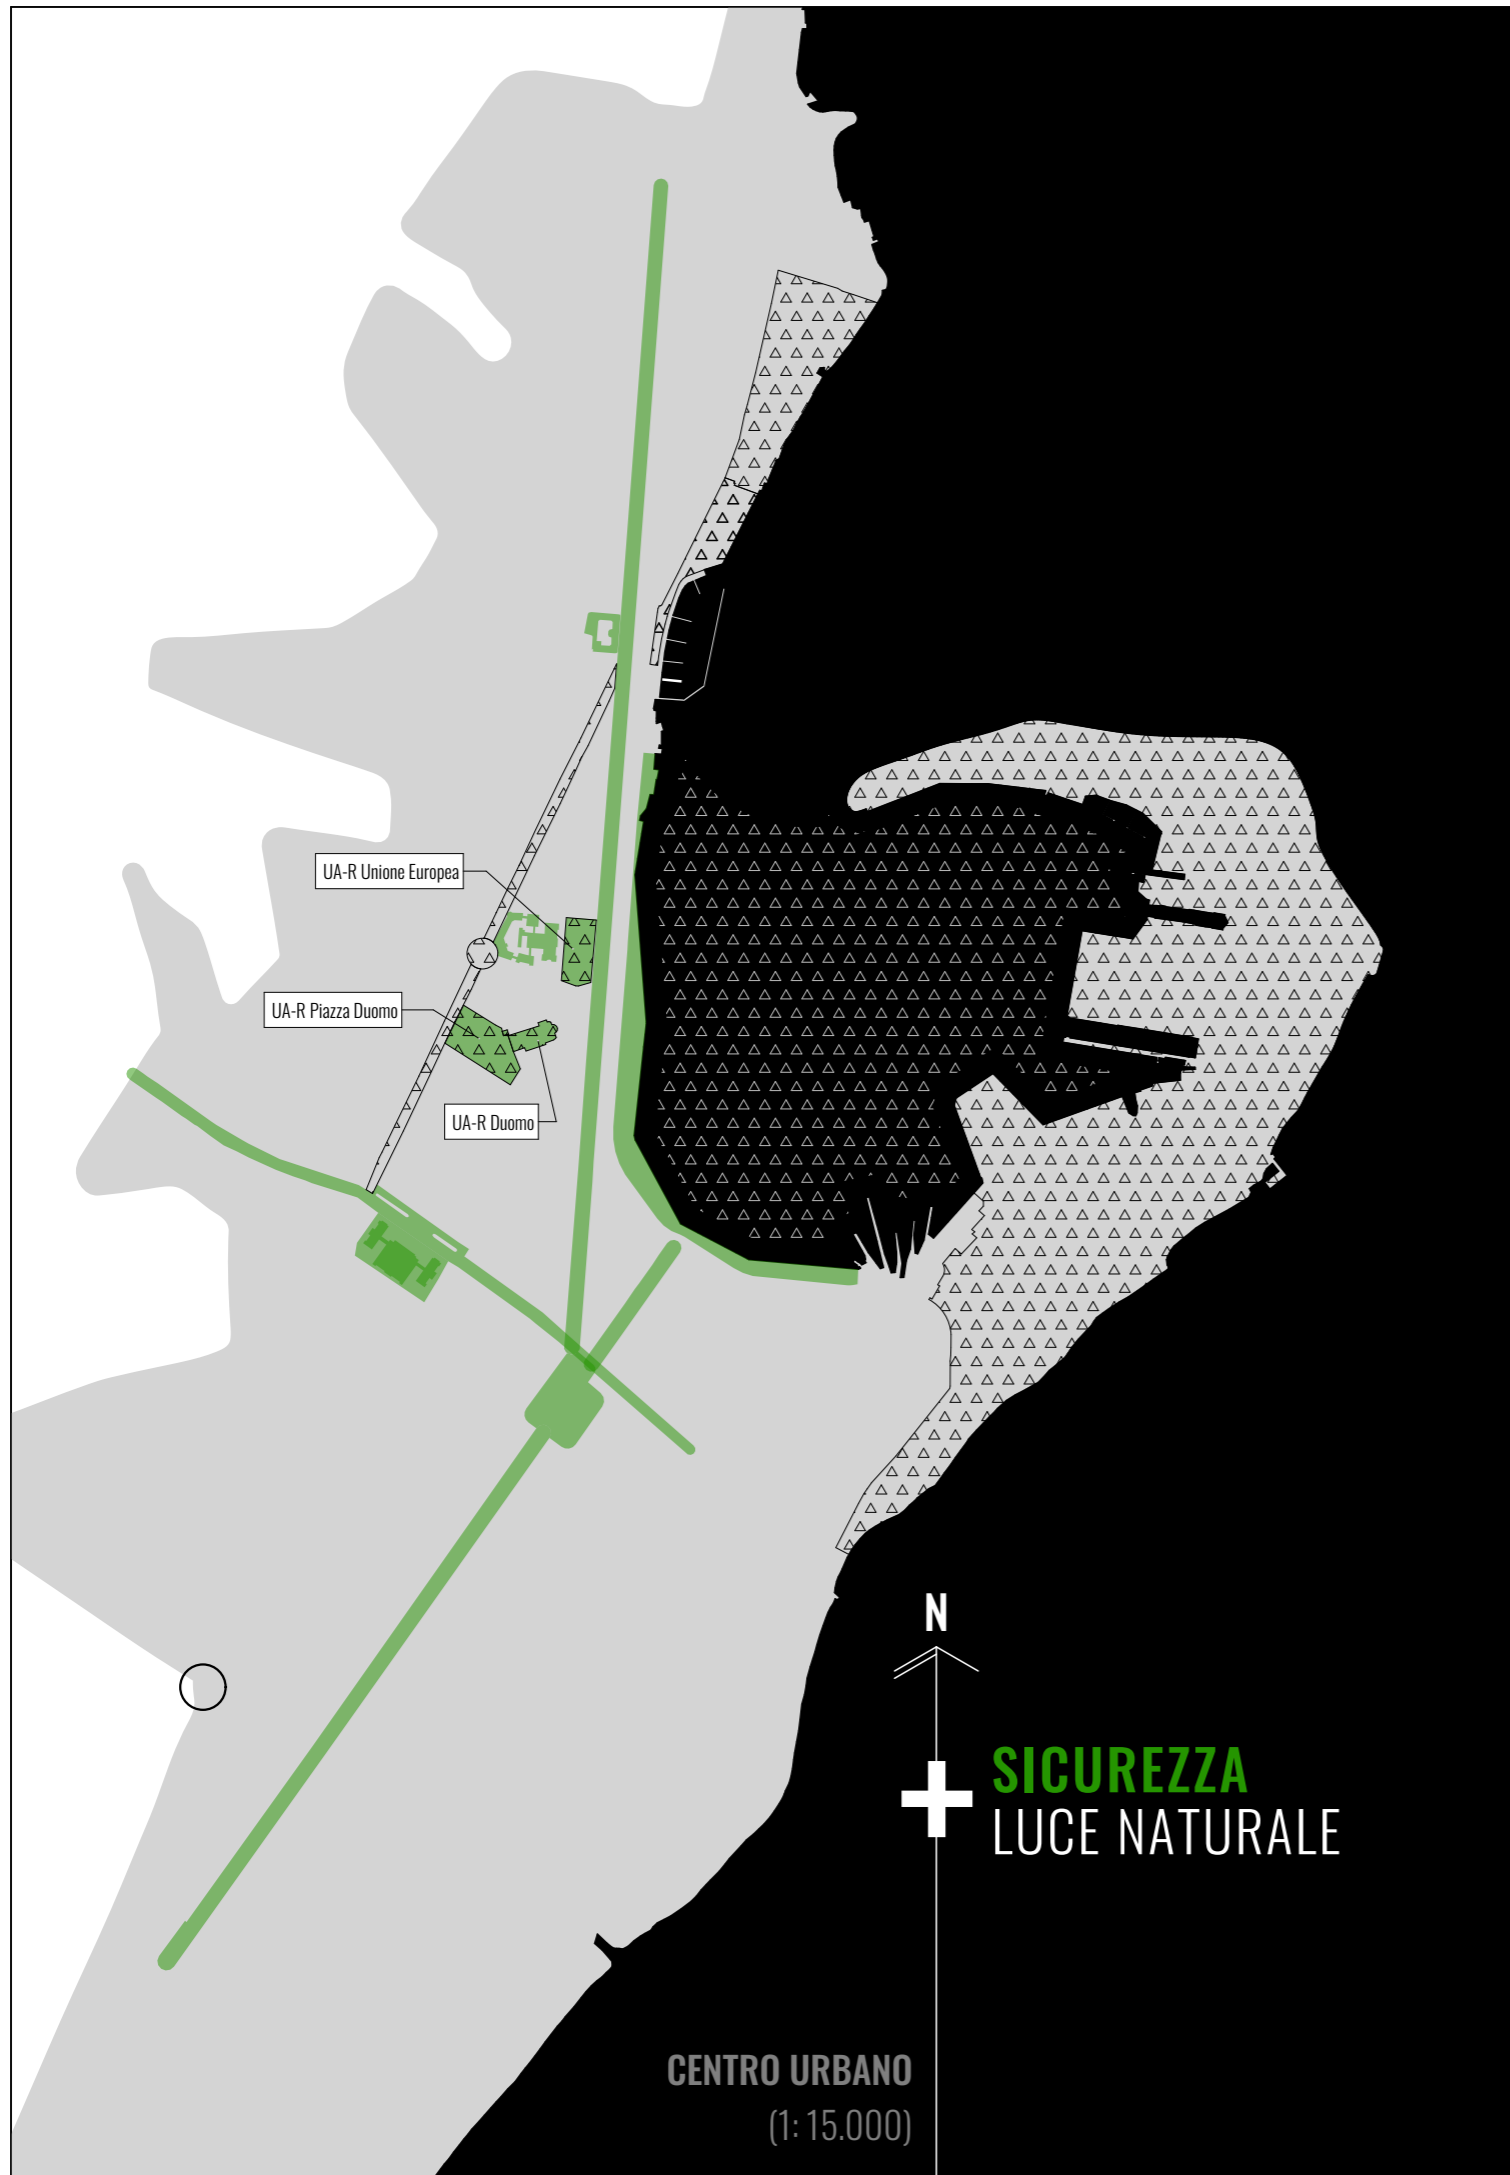 UA-R Unione Europea
UA-R Piazza Duomo
UA-R Duomo
N
SICUREZZA
LUCE NATURALE
CENTRO URBANO
(1: 15.000)